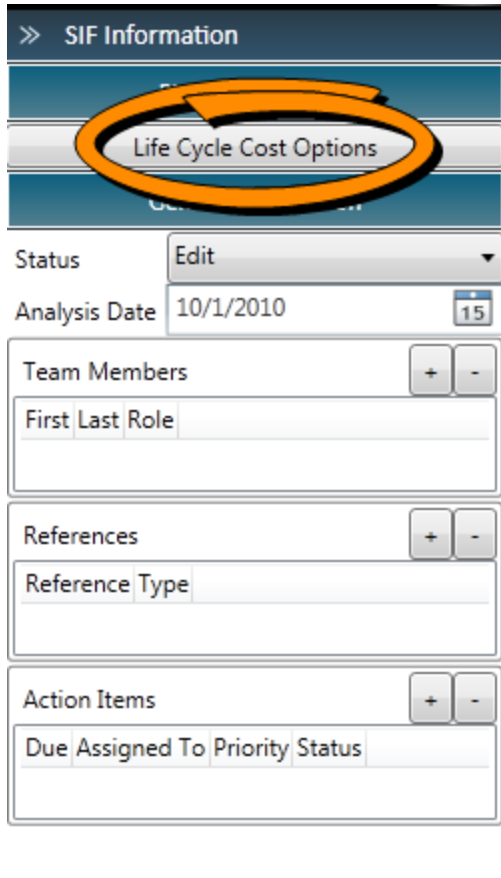 » SIF Information
Life Cycle Cost Options
Status Edit
Analysis Date 10/1/2010 15
Team Members + -
First Last Role
References + -
Reference Type
Action Items + -
Due Assigned To Priority Status